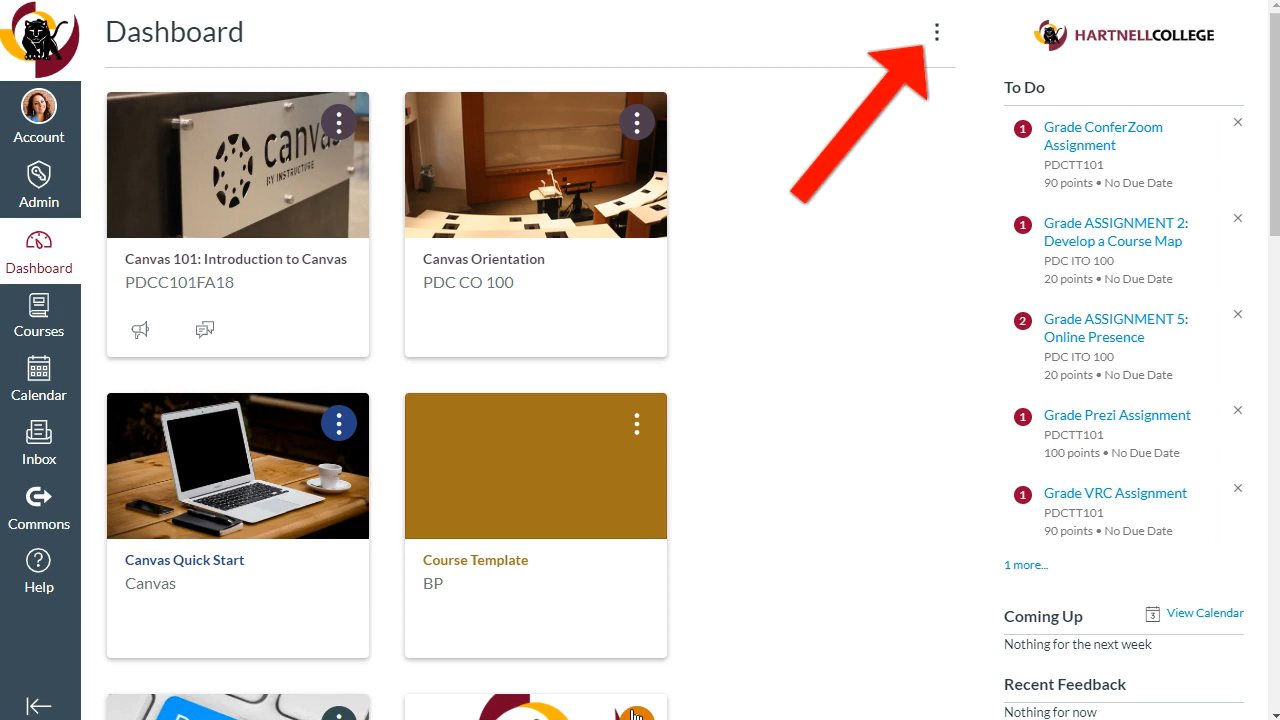 Dashboard
HARTNELLCOLLEGE
Account
Admin
Dashboard
Courses
Calendar
Inbox
Commons
Help
canvas
BY INSTRUCTURE
Canvas 101: Introduction to Canvas
PDCC101FA18
Canvas Orientation
PDC CO 100
Canvas Quick Start
Canvas
Course Template
BP
To Do
1
Grade ConferZoom
Assignment
PDCTT101
90 points • No Due Date
1
Grade ASSIGNMENT 2:
Develop a Course Map
PDC ITO 100
20 points • No Due Date
2
Grade ASSIGNMENT 5:
Online Presence
PDC ITO 100
20 points • No Due Date
1
Grade Prezi Assignment
PDCTT101
100 points • No Due Date
1
Grade VRC Assignment
PDCTT101
90 points • No Due Date
1 more...
Coming Up
3
View Calendar
Nothing for the next week
Recent Feedback
Nothing for now